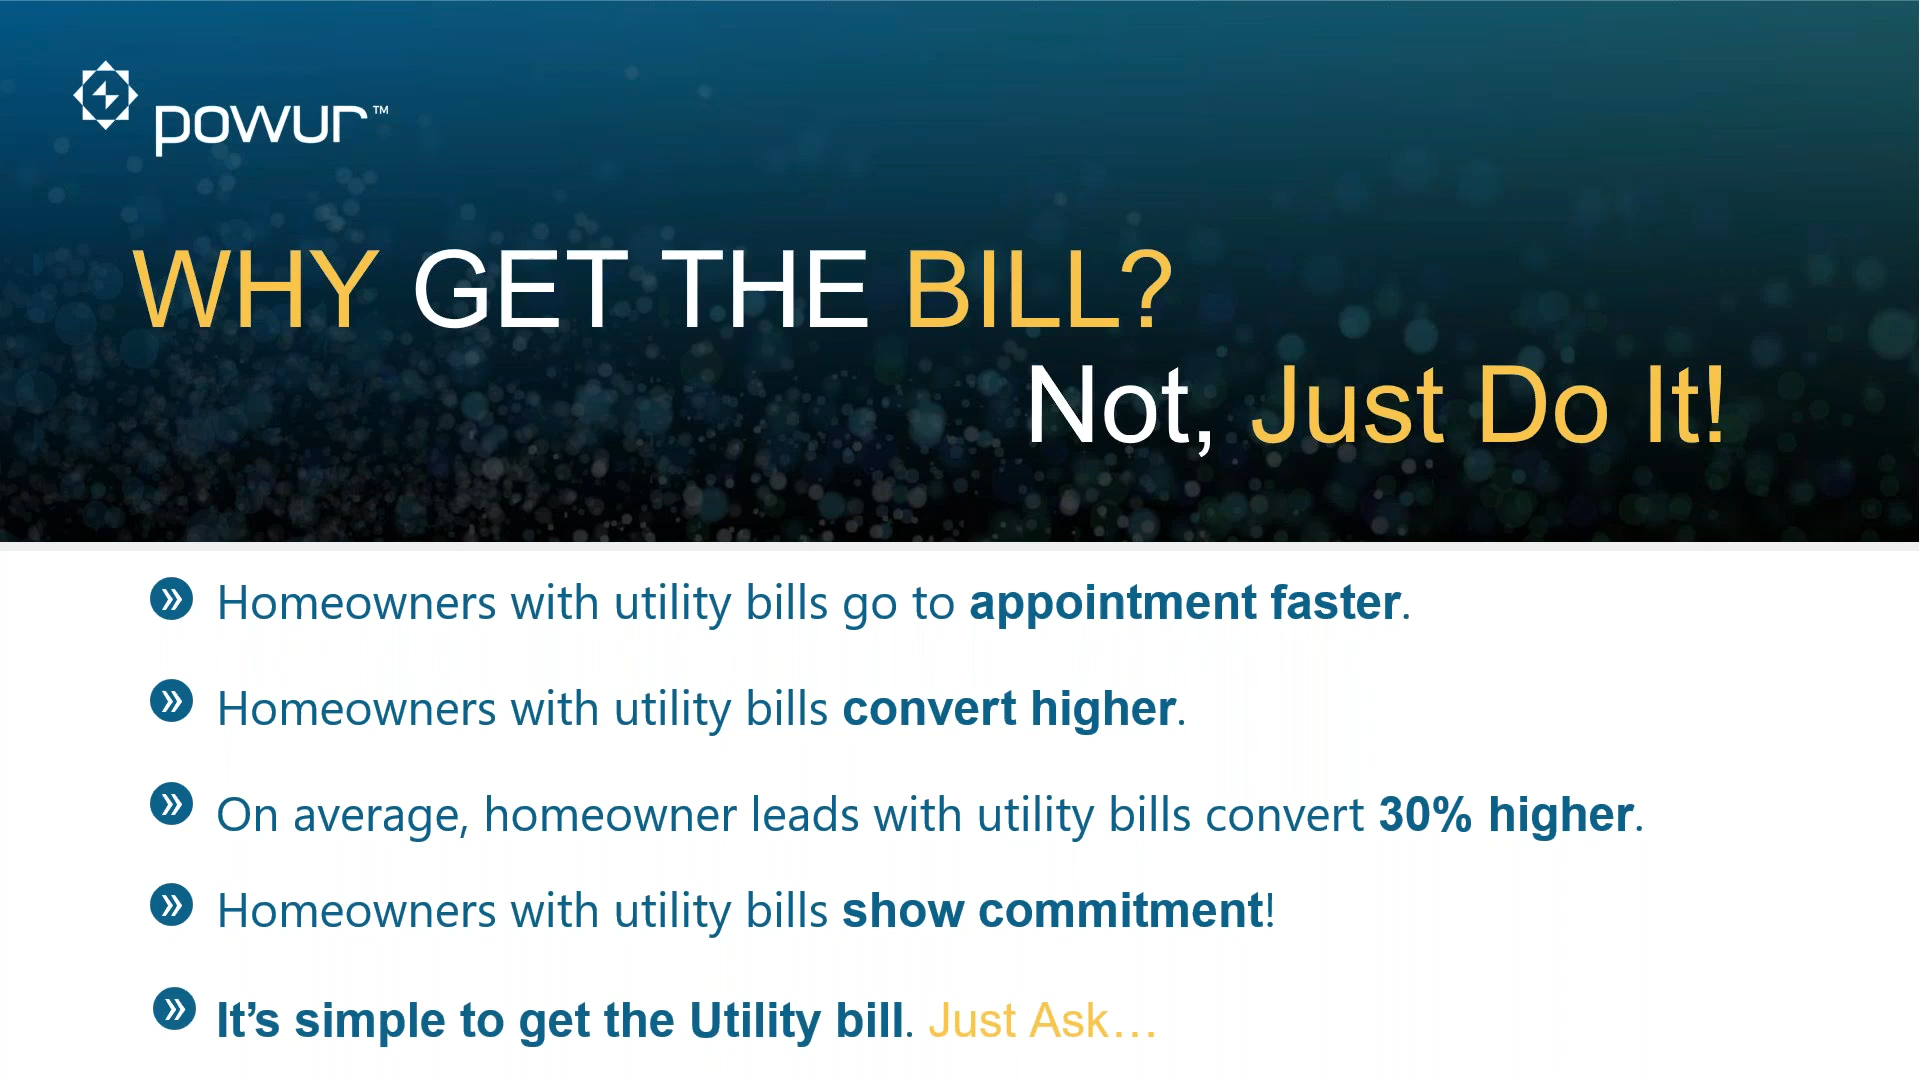 powur™
WHY GET THE BILL?
Not, Just Do It!
Homeowners with utility bills go to appointment faster.
Homeowners with utility bills convert higher.
On average, homeowner leads with utility bills convert 30% higher.
Homeowners with utility bills show commitment!
It’s simple to get the Utility bill. Just Ask…